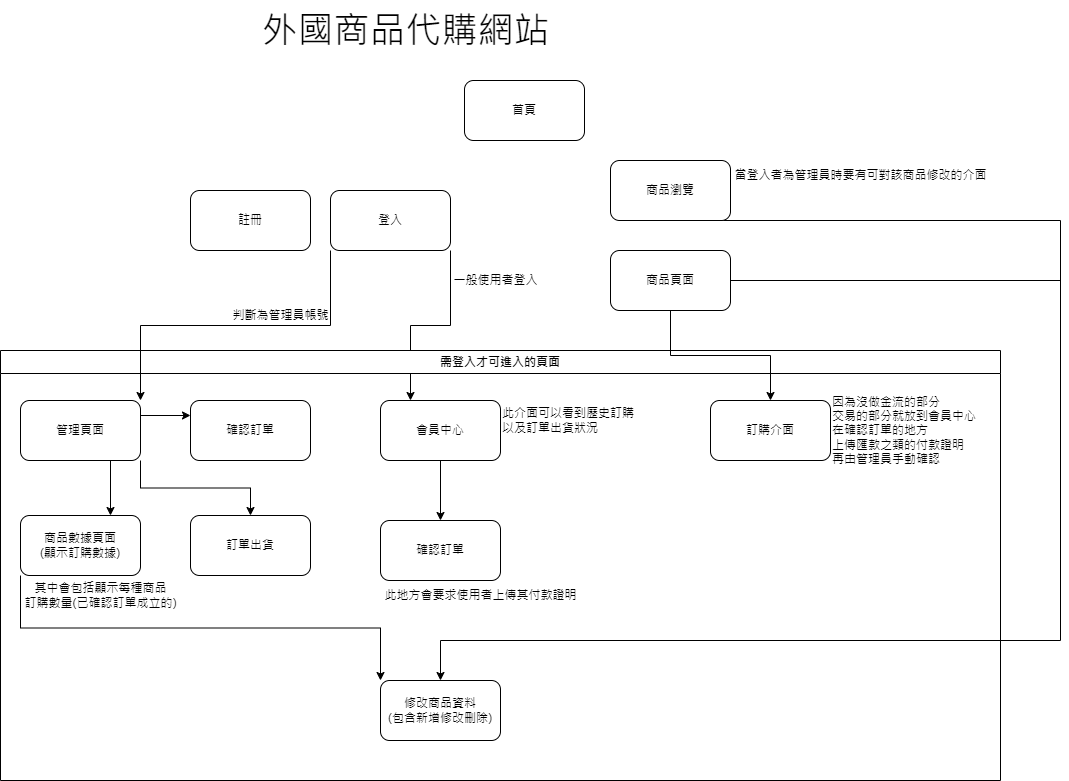 外國商品代購網站
首頁
商品瀏覽
當登入者為管理員時要有可對該商品修改的介面
註冊
登入
一般使用者登入
商品頁面
判斷為管理員帳號
需登入才可進入的頁面
管理頁面
確認訂單
會員中心
此介面可以看到歷史訂購
以及訂單出貨狀況
訂購介面
因為沒做金流的部分
交易的部分就放到會員中心
在確認訂單的地方
上傳匯款之類的付款證明
再由管理員手動確認
商品數據頁面
(顯示訂購數據)
訂單出貨
確認訂單
其中會包括顯示每種商品
訂購數量(已確認訂單成立的)
此地方會要求使用者上傳其付款證明
修改商品資料
(包含新增修改刪除)